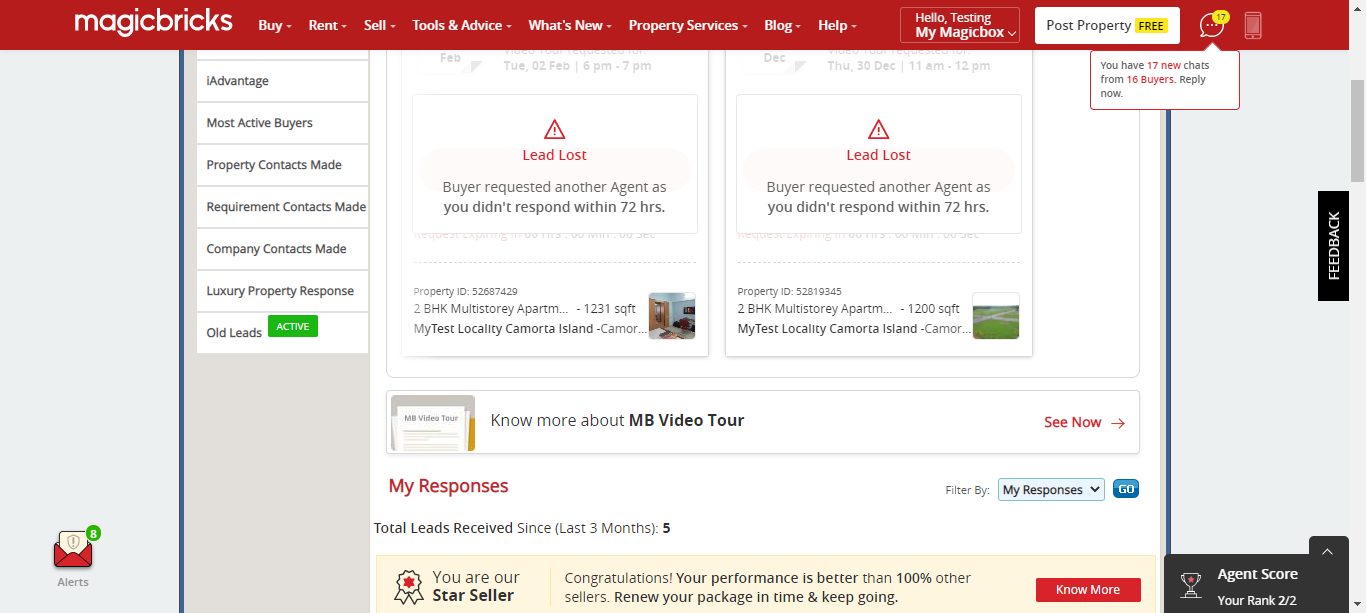 magicbricks
Buy
Rent
Sell
Tools & Advice
What's New
Property Services
Blog
Help
Hello, Testing
My Magicbox
Post Property FREE
17
You have 17 new chats
from 16 Buyers. Reply
now.
iAdvantage
Most Active Buyers
Property Contacts Made
Requirement Contacts Made
Company Contacts Made
Luxury Property Response
Old Leads ACTIVE
Feb
Video Tour requested for:
Tue, 02 Feb | 6 pm - 7 pm
Lead Lost
Buyer requested another Agent as
you didn't respond within 72 hrs.
Request Expiring in 00 Hrs : 00 Min : 00 Sec
Property ID: 52687429
2 BHK Multistorey Apartm... - 1231 sqft
MyTest Locality Camorta Island -Camor...
Dec
Video Tour requested for:
Thu, 30 Dec | 11 am - 12 pm
Lead Lost
Buyer requested another Agent as
you didn't respond within 72 hrs.
Request Expiring in 00 Hrs : 00 Min : 00 Sec
Property ID: 52819345
2 BHK Multistorey Apartm... - 1200 sqft
MyTest Locality Camorta Island -Camor...
FEEDBACK
MB Video Tour
Know more about MB Video Tour
See Now
My Responses
Filter By: My Responses GO
Total Leads Received Since (Last 3 Months): 5
8
Alerts
You are our
Star Seller
Congratulations! Your performance is better than 100% other
sellers. Renew your package in time & keep going.
Know More
Agent Score
Your Rank 2/2